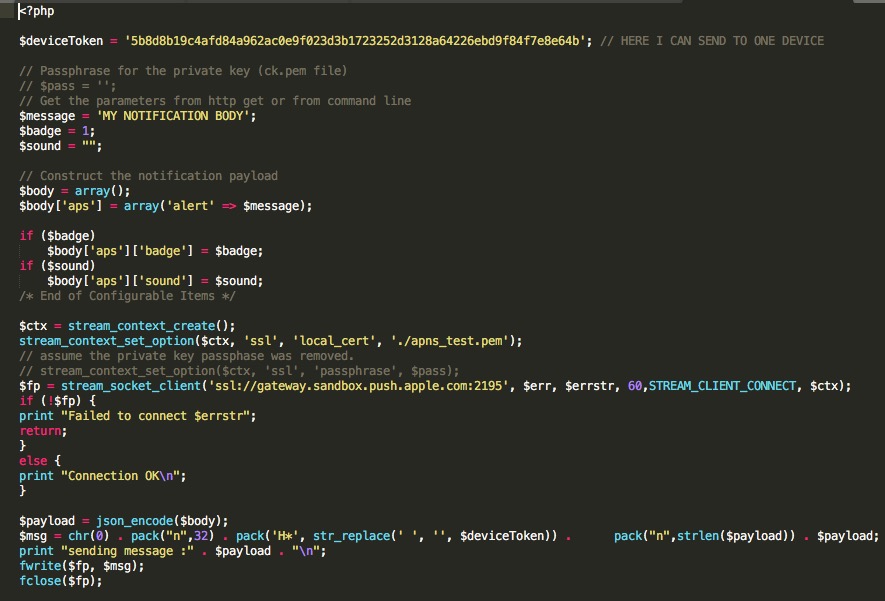 <?php
$deviceToken = '5b8d8b19c4afd84a962ac0e9f023d3b1723252d3128a64226ebd9f84f7e8e64b'; // HERE I CAN SEND TO ONE DEVICE
// Passphrase for the private key (ck.pem file)
// $pass = '';
// Get the parameters from http get or from command line
$message = 'MY NOTIFICATION BODY';
$badge = 1;
$sound = "";
// Construct the notification payload
$body = array();
$body['aps'] = array('alert' => $message);
if ($badge)
    $body['aps']['badge'] = $badge;
if ($sound)
    $body['aps']['sound'] = $sound;
/* End of Configurable Items */
$ctx = stream_context_create();
stream_context_set_option($ctx, 'ssl', 'local_cert', './apns_test.pem');
// assume the private key passphase was removed.
// stream_context_set_option($ctx, 'ssl', 'passphrase', $pass);
$fp = stream_socket_client('ssl://gateway.sandbox.push.apple.com:2195', $err, $errstr, 60,STREAM_CLIENT_CONNECT, $ctx);
if (!$fp) {
print "Failed to connect $errstr";
return;
}
else {
print "Connection OK\n";
}
$payload = json_encode($body);
$msg = chr(0) . pack("n",32) . pack('H*', str_replace(' ', '', $deviceToken)) .      pack("n",strlen($payload)) . $payload;
print "sending message :" . $payload . "\n";
fwrite($fp, $msg);
fclose($fp);